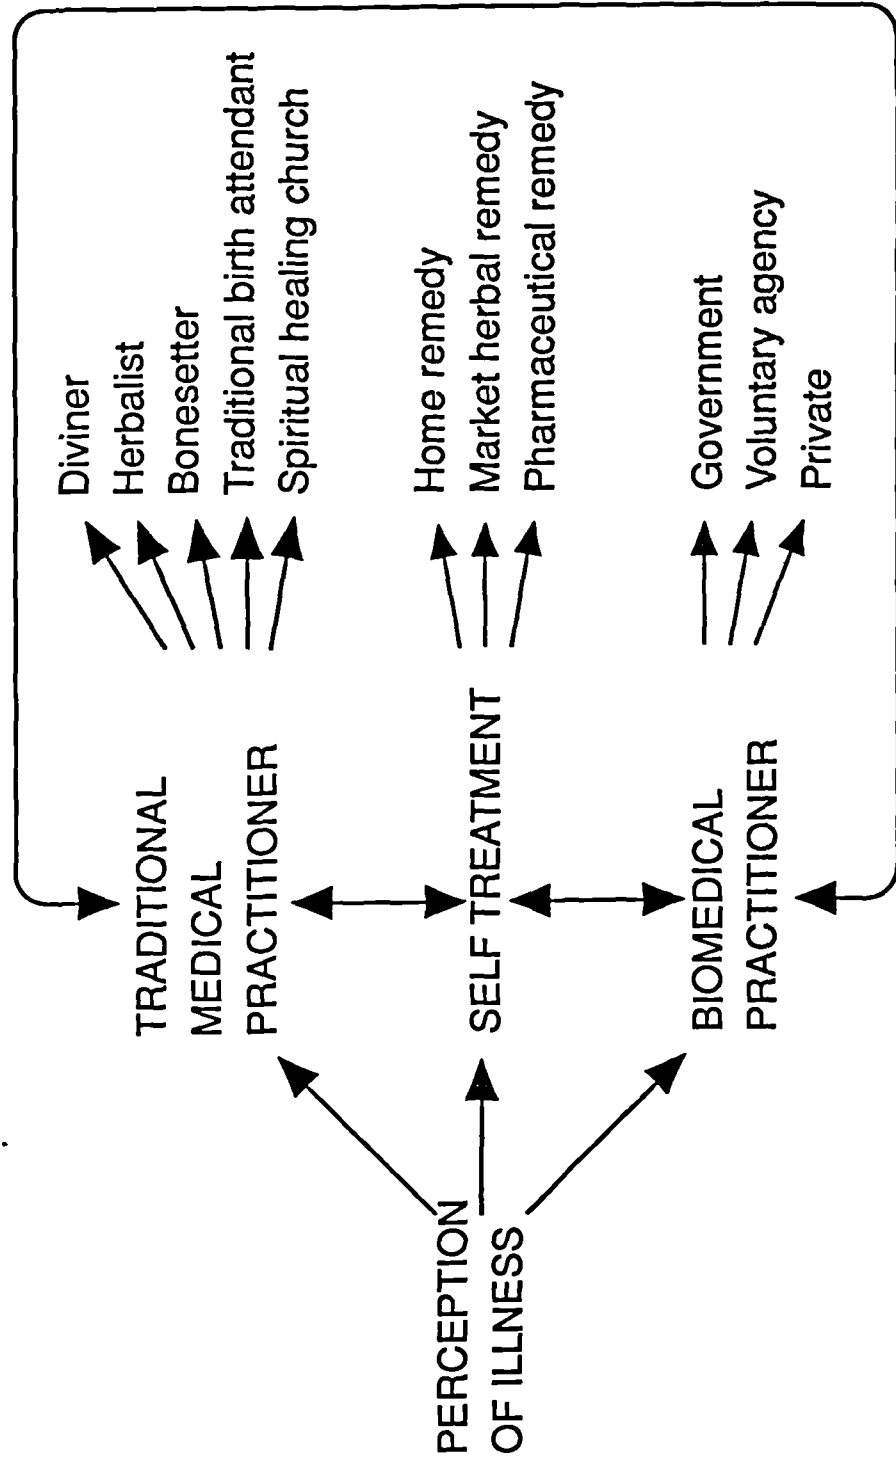 PERCEPTION
OF ILLNESS
TRADITIONAL
MEDICAL
PRACTITIONER
Diviner
Herbalist
Bonesetter
Traditional birth attendant
Spiritual healing church
SELF TREATMENT
Home remedy
Market herbal remedy
Pharmaceutical remedy
BIOMEDICAL
PRACTITIONER
Government
Voluntary agency
Private